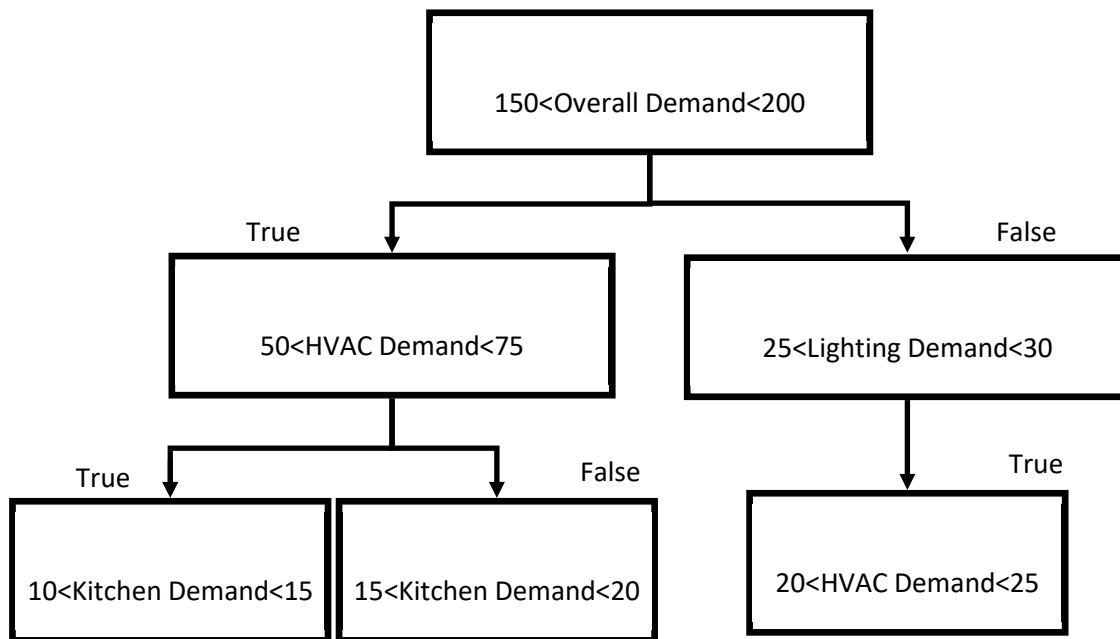 150<Overall Demand<200
True
False
50<HVAC Demand<75
25<Lighting Demand<30
True
False
True
10<Kitchen Demand<15
15<Kitchen Demand<20
20<HVAC Demand<25